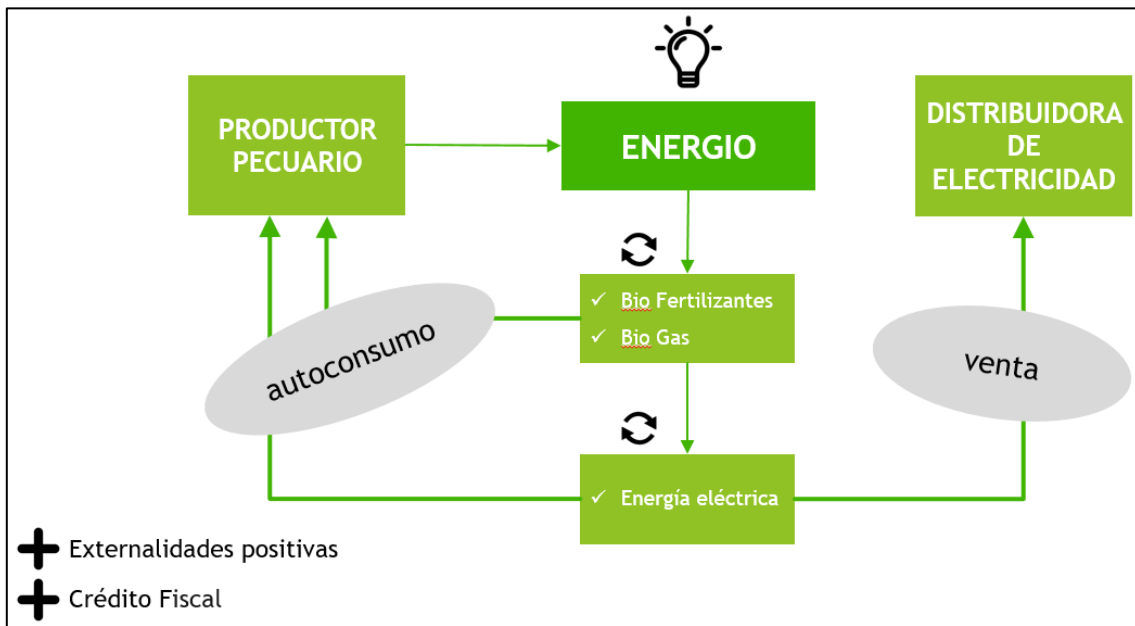 PRODUCTOR
PECUARIO
ENERGIO
DISTRIBUIDORA
DE
ELECTRICIDAD
✓ Bio Fertilizantes
✓ Bio Gas
autoconsumo
venta
✓ Energía eléctrica
Externalidades positivas
Crédito Fiscal